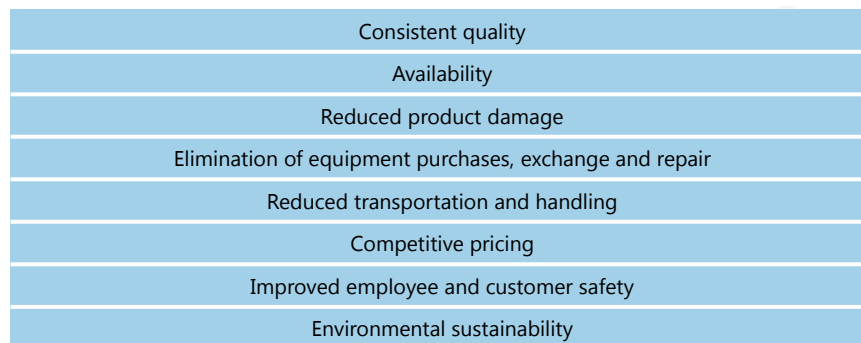 Consistent quality
Availability
Reduced product damage
Elimination of equipment purchases, exchange and repair
Reduced transportation and handling
Competitive pricing
Improved employee and customer safety
Environmental sustainability